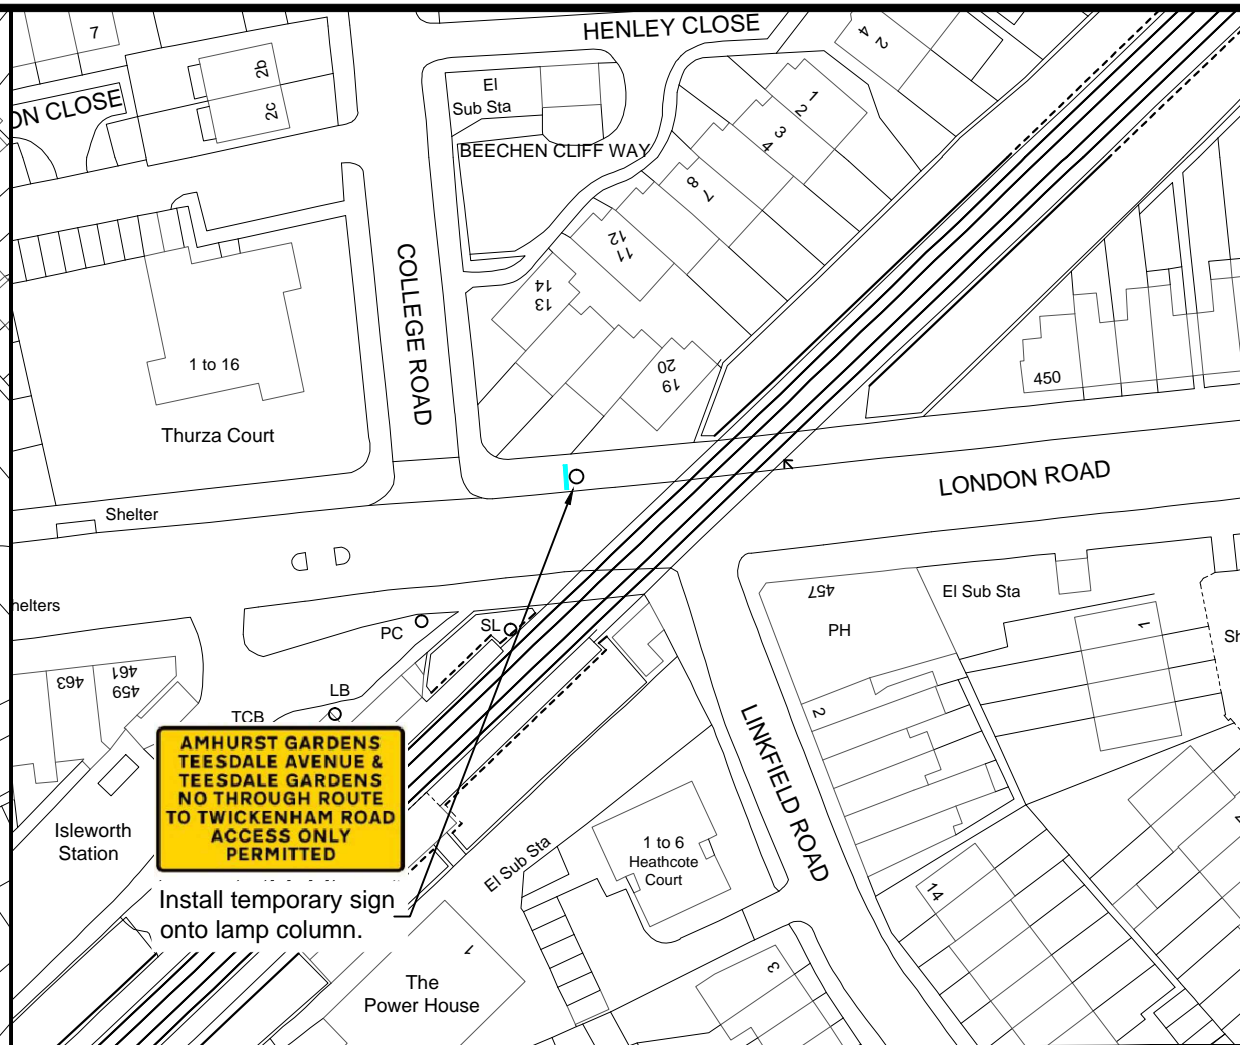 HENLEY CLOSE
7
2b
2c
El
Sub Sta
BEECHEN CLIFF WAY
2
4
1
2
3
4
8
7
12
11
14
13
20
19
COLLEGE ROAD
1 to 16
Thurza Court
450
LONDON ROAD
Shelter
PC
SL
LB
TCB
463
461
459
457
PH
El Sub Sta
1
2
LINKFIELD ROAD
AMHURST GARDENS
TEESDALE AVENUE &
TEESDALE GARDENS
NO THROUGH ROUTE
TO TWICKENHAM ROAD
ACCESS ONLY
PERMITTED
Install temporary sign
onto lamp column.
Isleworth
Station
El Sub Sta
1 to 6
Heathcote
Court
14
1
The
Power House
3